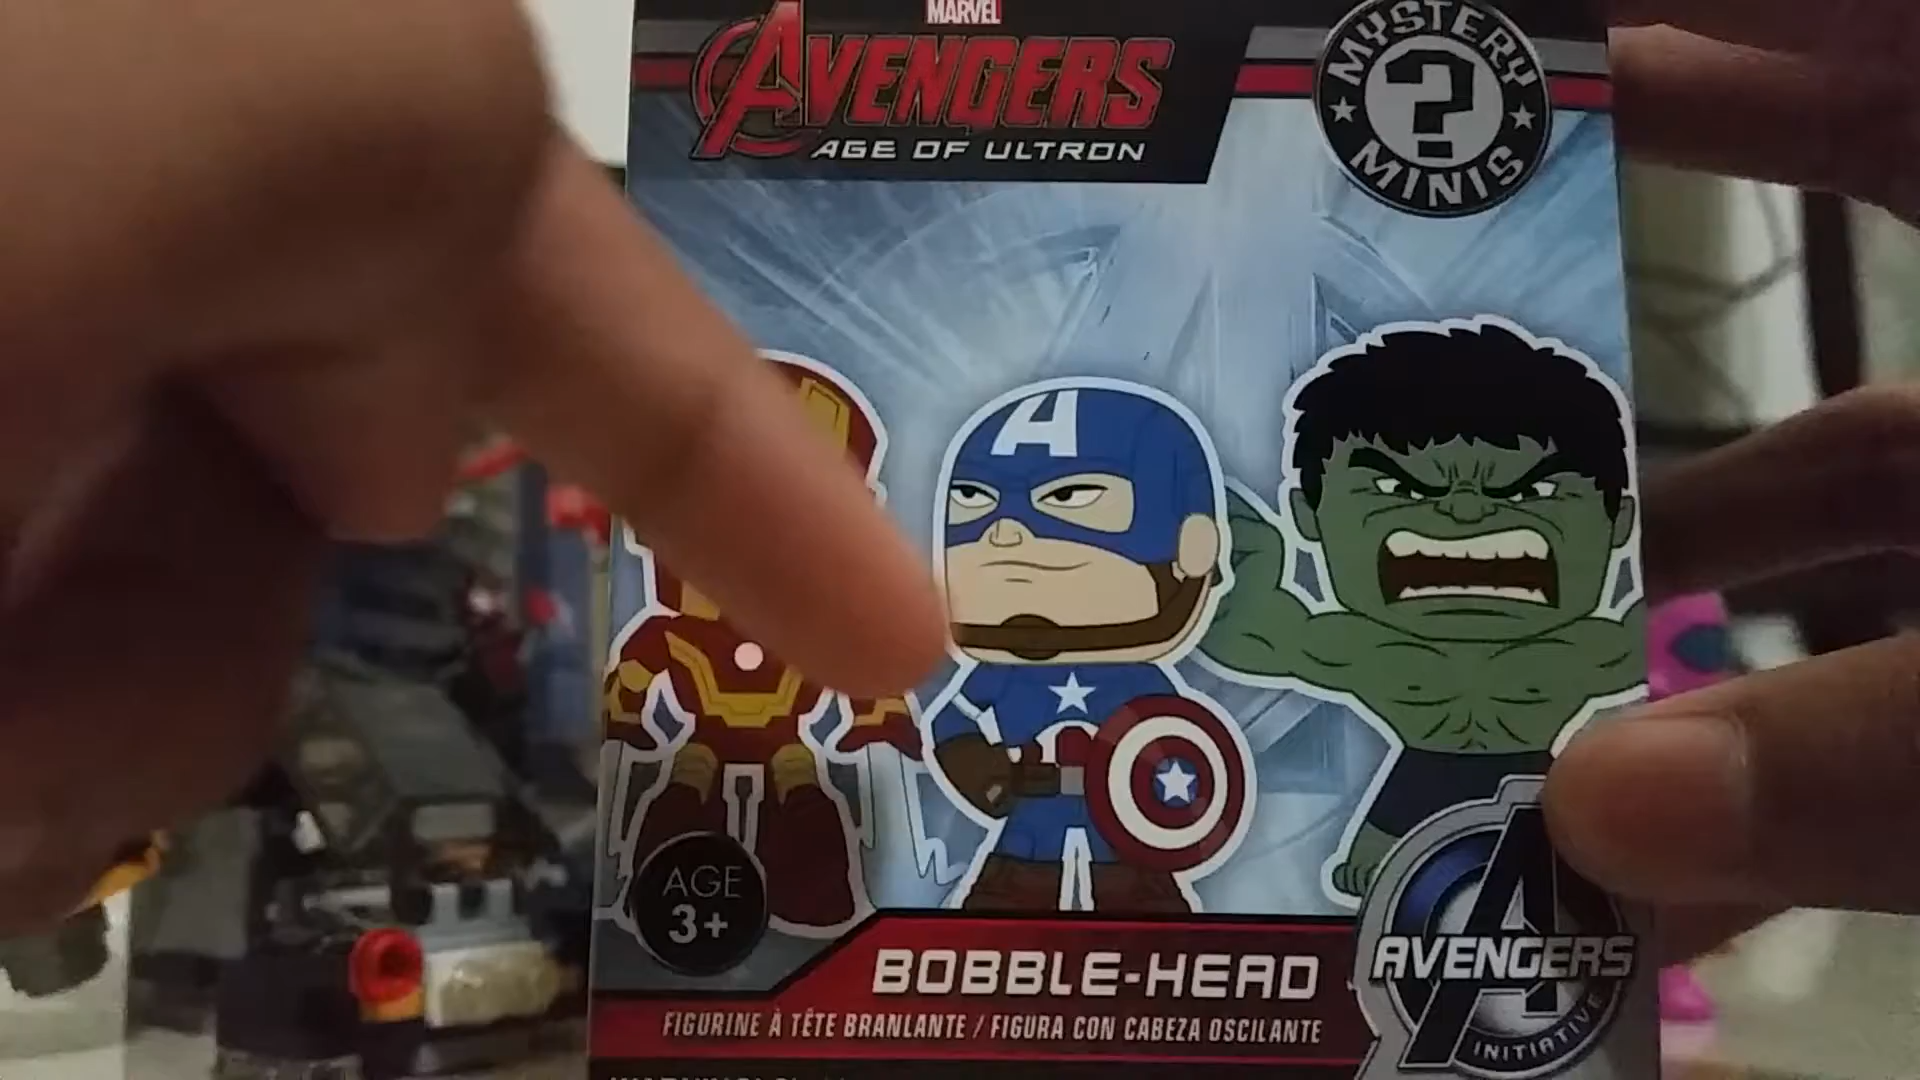 MARVEL
AVENGERS
AGE OF ULTRON
MYSTERY
?
MINIS
A
AGE
3+
BOBBLE-HEAD
FIGURINE À TÊTE BRANLANTE / FIGURA CON CABEZA OSCILANTE
AVENGERS
INITIATIVE